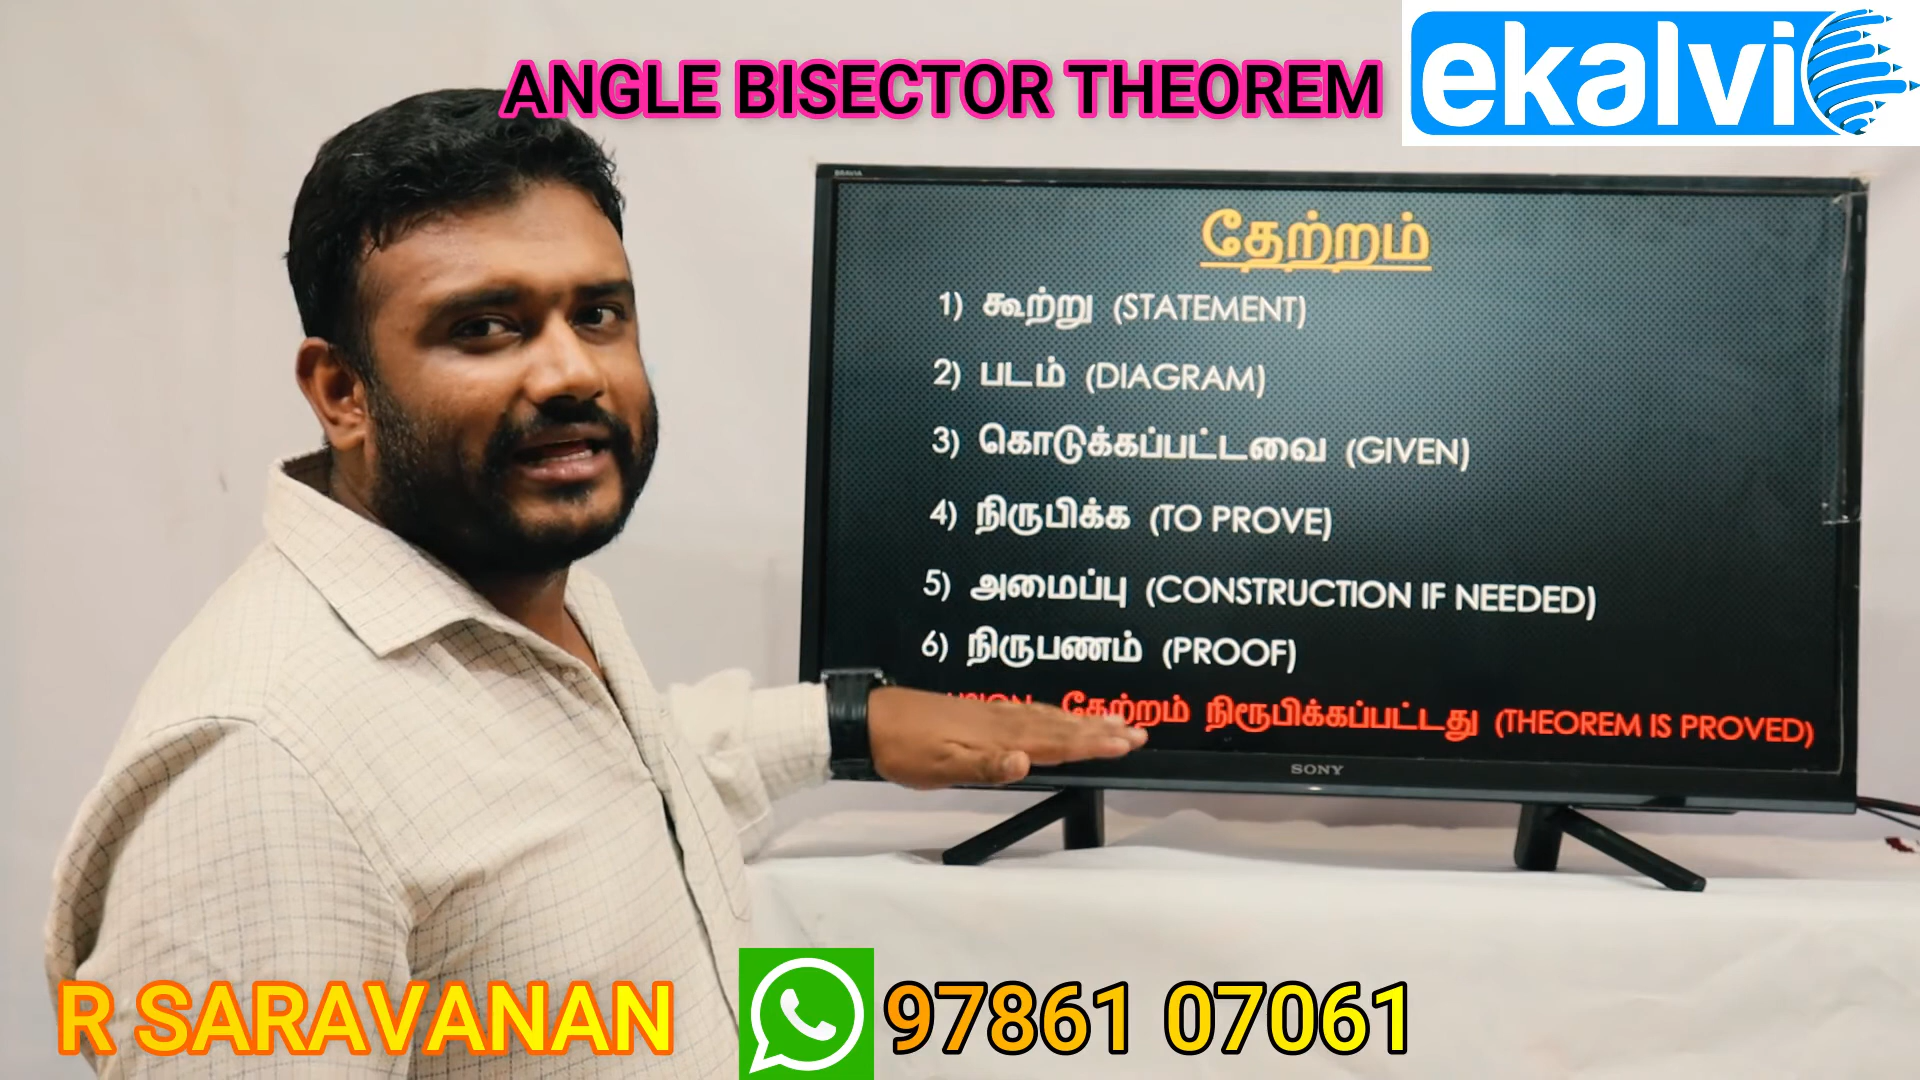 ANGLE BISECTOR THEOREM
ekalvi
BRAVIA
தேற்றம்
1) கூற்று (STATEMENT)
2) படம் (DIAGRAM)
3) கொடுக்கப்பட்டவை (GIVEN)
4) நிருபிக்க (TO PROVE)
5) அமைப்பு (CONSTRUCTION IF NEEDED)
6) நிருபணம் (PROOF)
தேற்றம் நிரூபிக்கப்பட்டது (THEOREM IS PROVED)
SONY
R SARAVANAN
97861 07061